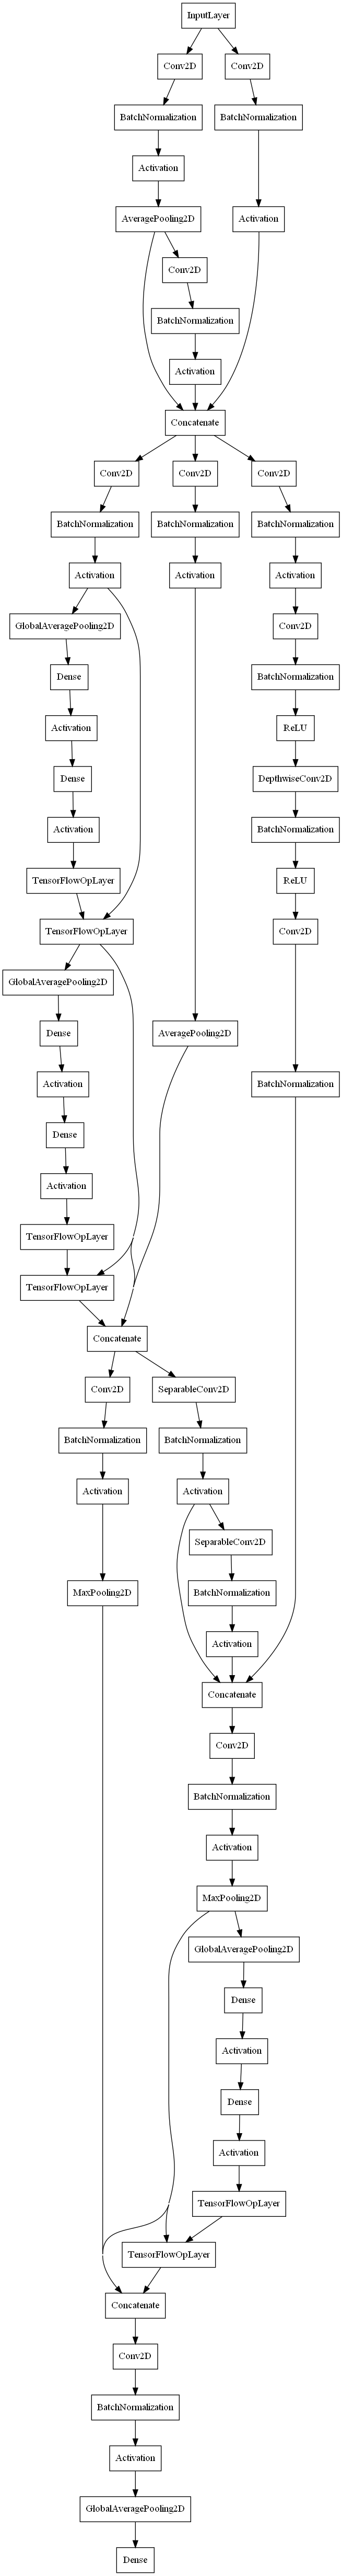 InputLayer
Conv2D
Conv2D
BatchNormalization
BatchNormalization
Activation
AveragePooling2D
Activation
Conv2D
BatchNormalization
Activation
Concatenate
Conv2D
Conv2D
Conv2D
BatchNormalization
BatchNormalization
BatchNormalization
Activation
Activation
Activation
GlobalAveragePooling2D
Conv2D
Dense
BatchNormalization
Activation
ReLU
Dense
DepthwiseConv2D
Activation
BatchNormalization
TensorFlowOpLayer
ReLU
TensorFlowOpLayer
Conv2D
GlobalAveragePooling2D
Dense
AveragePooling2D
Activation
BatchNormalization
Dense
Activation
TensorFlowOpLayer
TensorFlowOpLayer
Concatenate
Conv2D
SeparableConv2D
BatchNormalization
BatchNormalization
Activation
Activation
SeparableConv2D
MaxPooling2D
BatchNormalization
Activation
Concatenate
Conv2D
BatchNormalization
Activation
MaxPooling2D
GlobalAveragePooling2D
Dense
Activation
Dense
Activation
TensorFlowOpLayer
TensorFlowOpLayer
Concatenate
Conv2D
BatchNormalization
Activation
GlobalAveragePooling2D
Dense